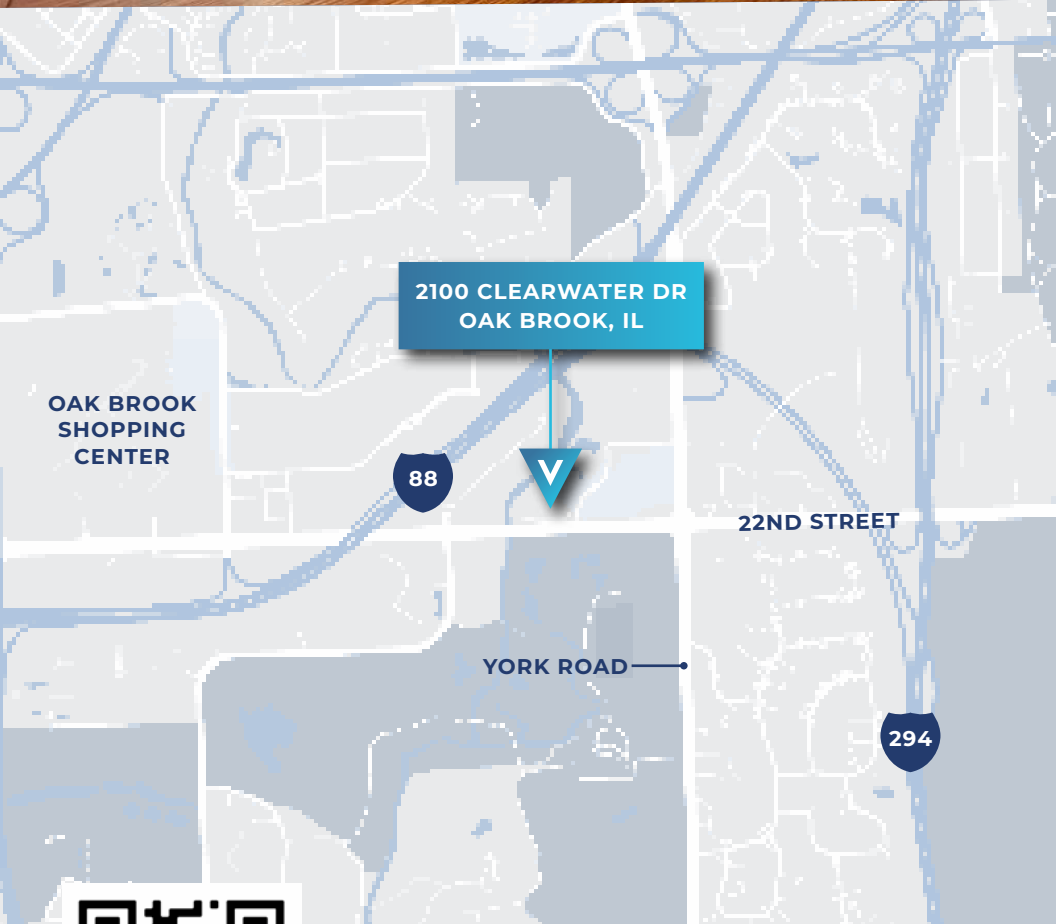 2100 CLEARWATER DR
OAK BROOK, IL
OAK BROOK
SHOPPING
CENTER
88
V
22ND STREET
YORK ROAD
294